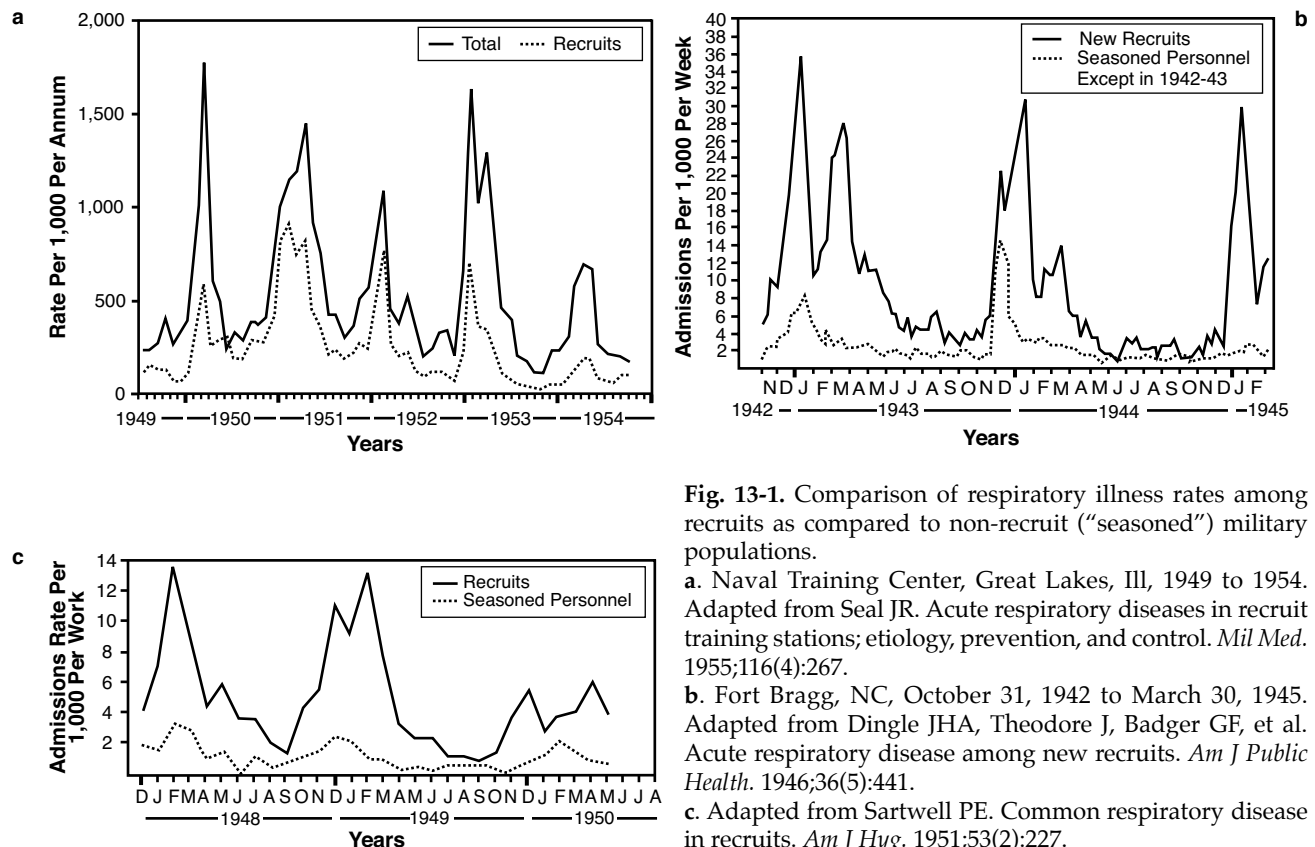 a
2,000
1,500
1,000
500
0
Rate Per 1,000 Per Annum
Total Recruits
1949 1950 1951 1952 1953 1954
Years
b
40
38
36
34
32
30
28
26
24
22
20
18
16
14
12
10
8
6
4
2
Admissions Per 1,000 Per Week
New Recruits
Seasoned Personnel
Except in 1942-43
N D J F M A M J J A S O N D J F M A M J J A S O N D J F
1942 1943 1944 1945
Years
c
14
12
10
8
6
4
2
Admissions Rate Per
1,000 Per Work
Recruits
Seasoned Personnel
D J F M A M J J A S O N D J F M A M J J A S O N D J F M A M J J A
1948 1949 1950
Years
Fig. 13-1. Comparison of respiratory illness rates among
recruits as compared to non-recruit (“seasoned”) military
populations.
a. Naval Training Center, Great Lakes, Ill, 1949 to 1954.
Adapted from Seal JR. Acute respiratory diseases in recruit
training stations; etiology, prevention, and control. Mil Med.
1955;116(4):267.
b. Fort Bragg, NC, October 31, 1942 to March 30, 1945.
Adapted from Dingle JHA, Theodore J, Badger GF, et al.
Acute respiratory disease among new recruits. Am J Public
Health. 1946;36(5):441.
c. Adapted from Sartwell PE. Common respiratory disease
in recruits. Am J Hyg. 1951;53(2):227.